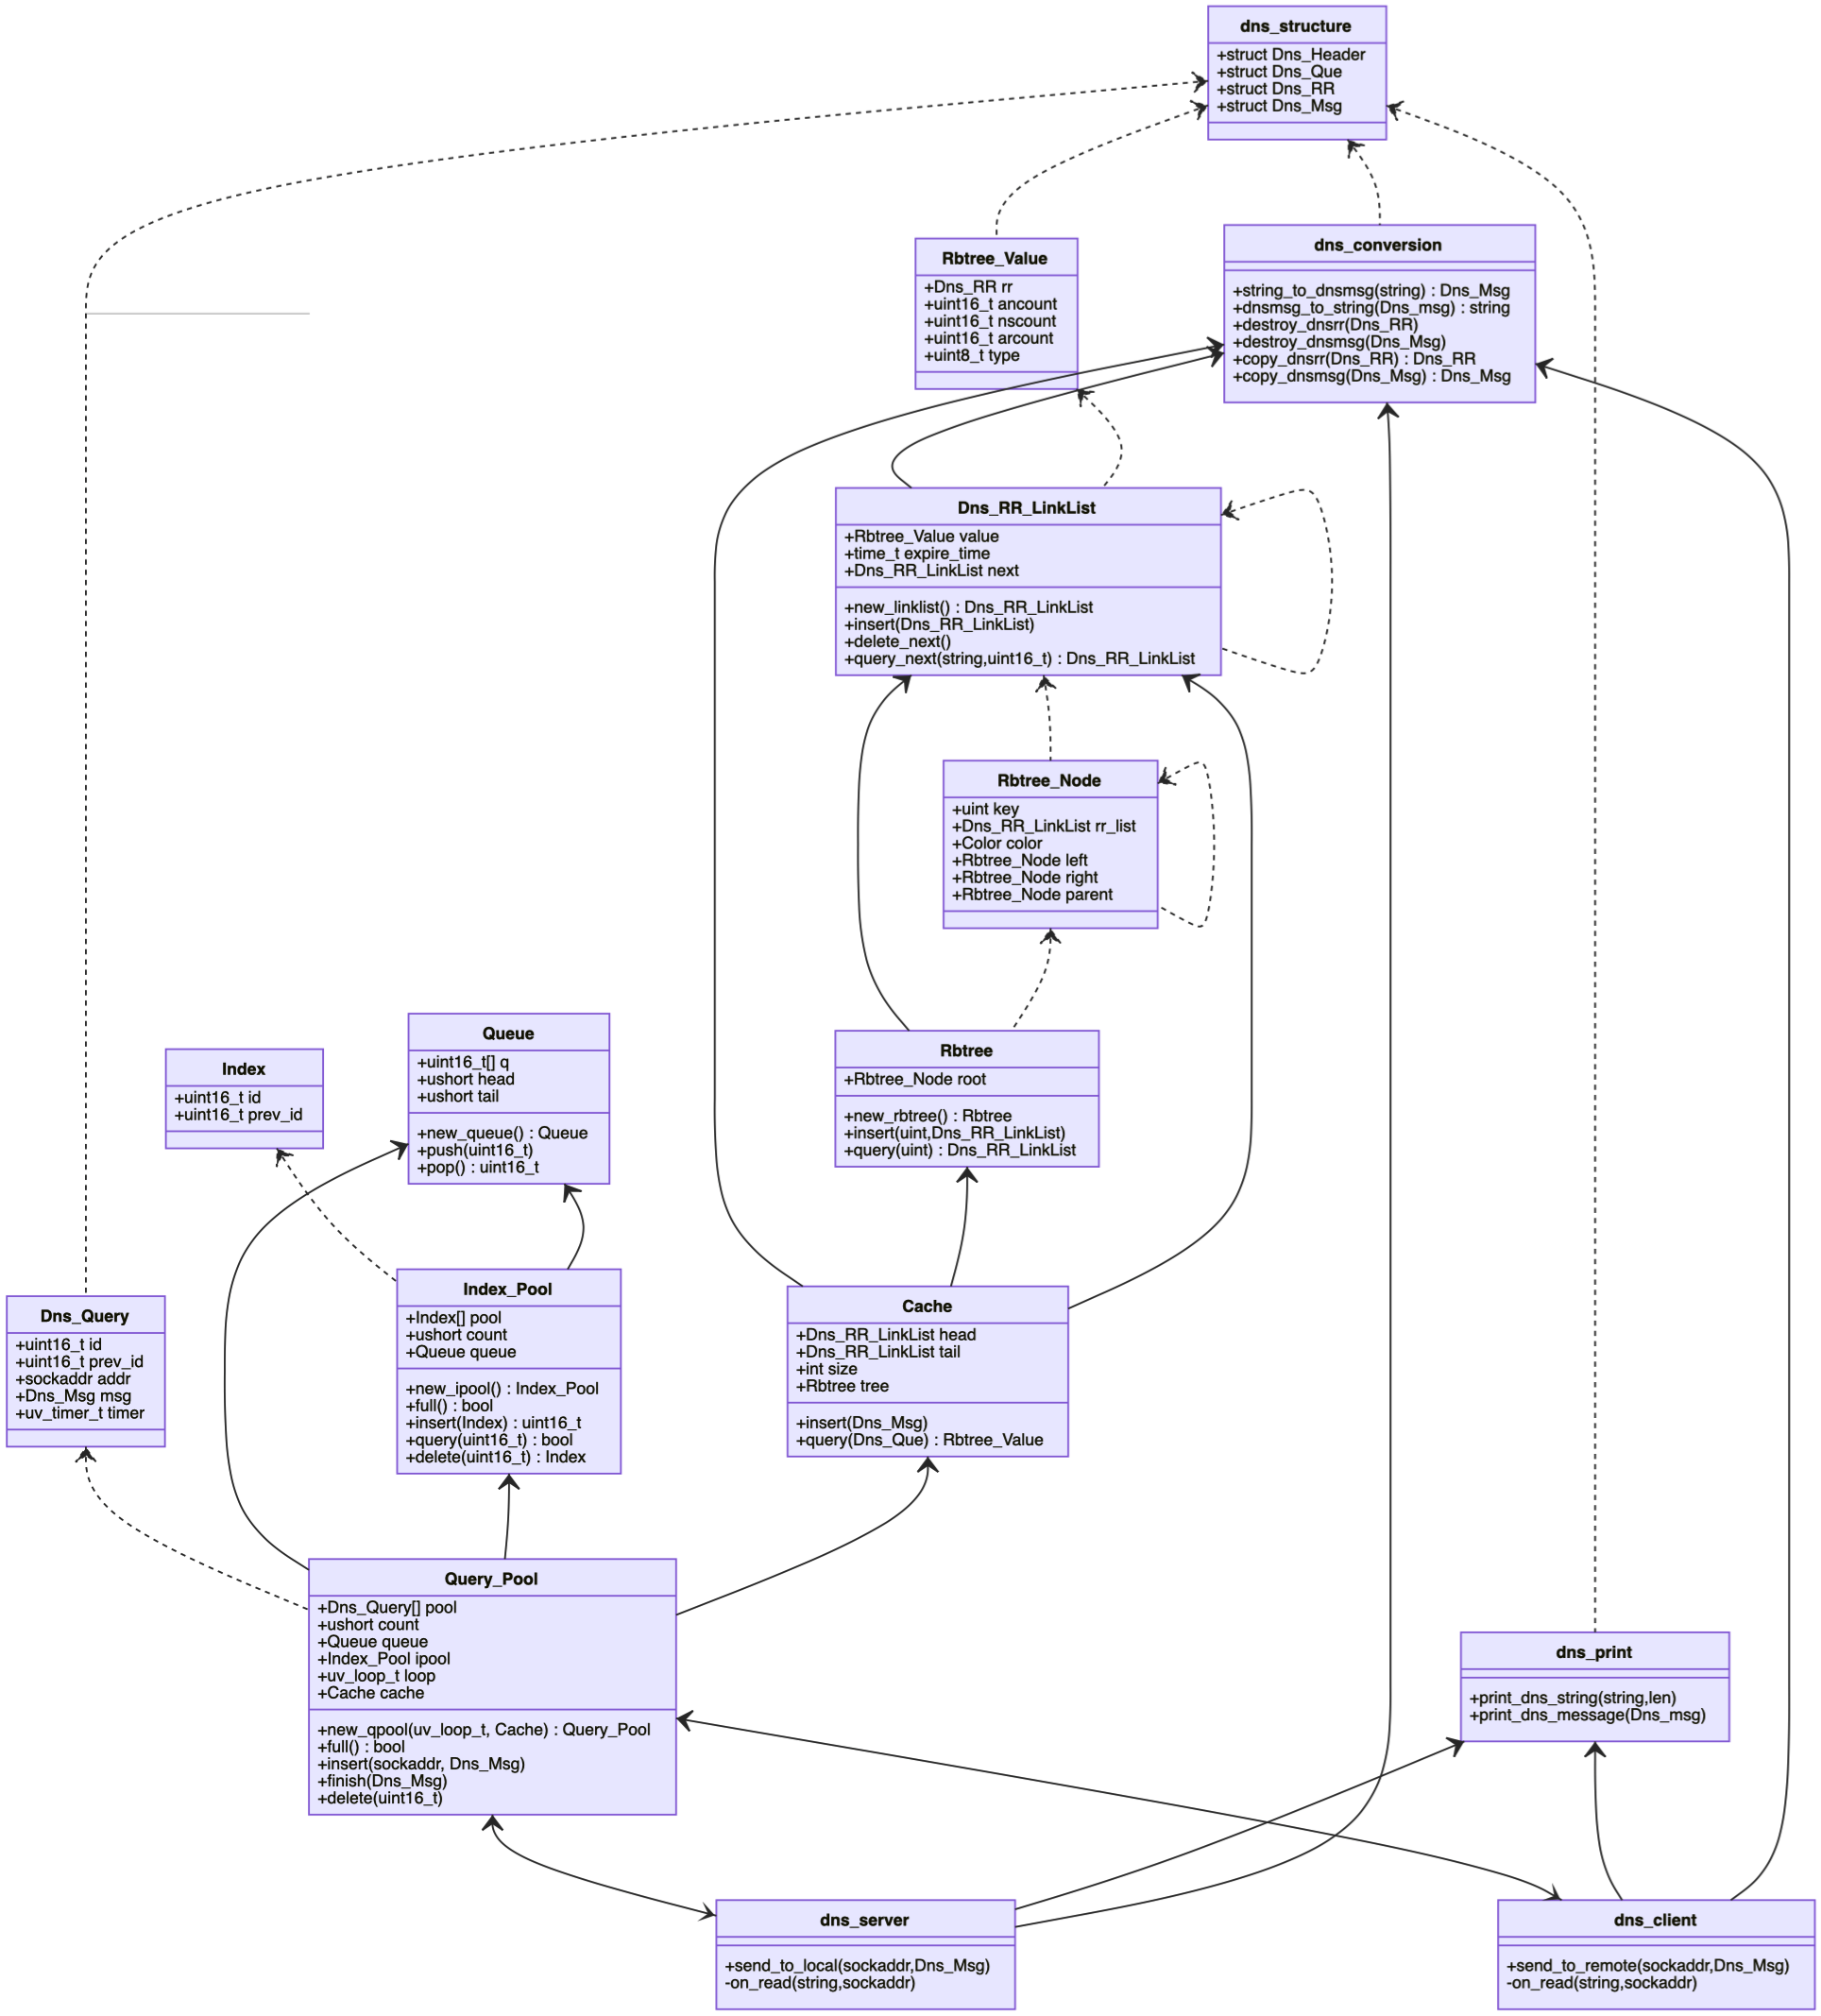 dns_structure
+struct Dns_Header
+struct Dns_Que
+struct Dns_RR
+struct Dns_Msg
Rbtree_Value
+Dns_RR rr
+uint16_t ancount
+uint16_t nscount
+uint16_t arcount
+uint8_t type
dns_conversion
+string_to_dnsmsg(string) : Dns_Msg
+dnsmsg_to_string(Dns_msg) : string
+destroy_dnsrr(Dns_RR)
+destroy_dnsmsg(Dns_Msg)
+copy_dnsrr(Dns_RR) : Dns_RR
+copy_dnsmsg(Dns_Msg) : Dns_Msg
Dns_RR_LinkList
+Rbtree_Value value
+time_t expire_time
+Dns_RR_LinkList next
+new_linklist() : Dns_RR_LinkList
+insert(Dns_RR_LinkList)
+delete_next()
+query_next(string,uint16_t) : Dns_RR_LinkList
Rbtree_Node
+uint key
+Dns_RR_LinkList rr_list
+Color color
+Rbtree_Node left
+Rbtree_Node right
+Rbtree_Node parent
Queue
+uint16_t[] q
+ushort head
+ushort tail
+new_queue() : Queue
+push(uint16_t)
+pop() : uint16_t
Index
+uint16_t id
+uint16_t prev_id
Rbtree
+Rbtree_Node root
+new_rbtree() : Rbtree
+insert(uint,Dns_RR_LinkList)
+query(uint) : Dns_RR_LinkList
Dns_Query
+uint16_t id
+uint16_t prev_id
+sockaddr addr
+Dns_Msg msg
+uv_timer_t timer
Index_Pool
+Index[] pool
+ushort count
+Queue queue
+new_ipool() : Index_Pool
+full() : bool
+insert(Index) : uint16_t
+query(uint16_t) : bool
+delete(uint16_t) : Index
Cache
+Dns_RR_LinkList head
+Dns_RR_LinkList tail
+int size
+Rbtree tree
+insert(Dns_Msg)
+query(Dns_Que) : Rbtree_Value
Query_Pool
+Dns_Query[] pool
+ushort count
+Queue queue
+Index_Pool ipool
+uv_loop_t loop
+Cache cache
+new_qpool(uv_loop_t, Cache) : Query_Pool
+full() : bool
+insert(sockaddr, Dns_Msg)
+finish(Dns_Msg)
+delete(uint16_t)
dns_print
+print_dns_string(string,len)
+print_dns_message(Dns_msg)
dns_server
+send_to_local(sockaddr,Dns_Msg)
-on_read(string,sockaddr)
dns_client
+send_to_remote(sockaddr,Dns_Msg)
-on_read(string,sockaddr)